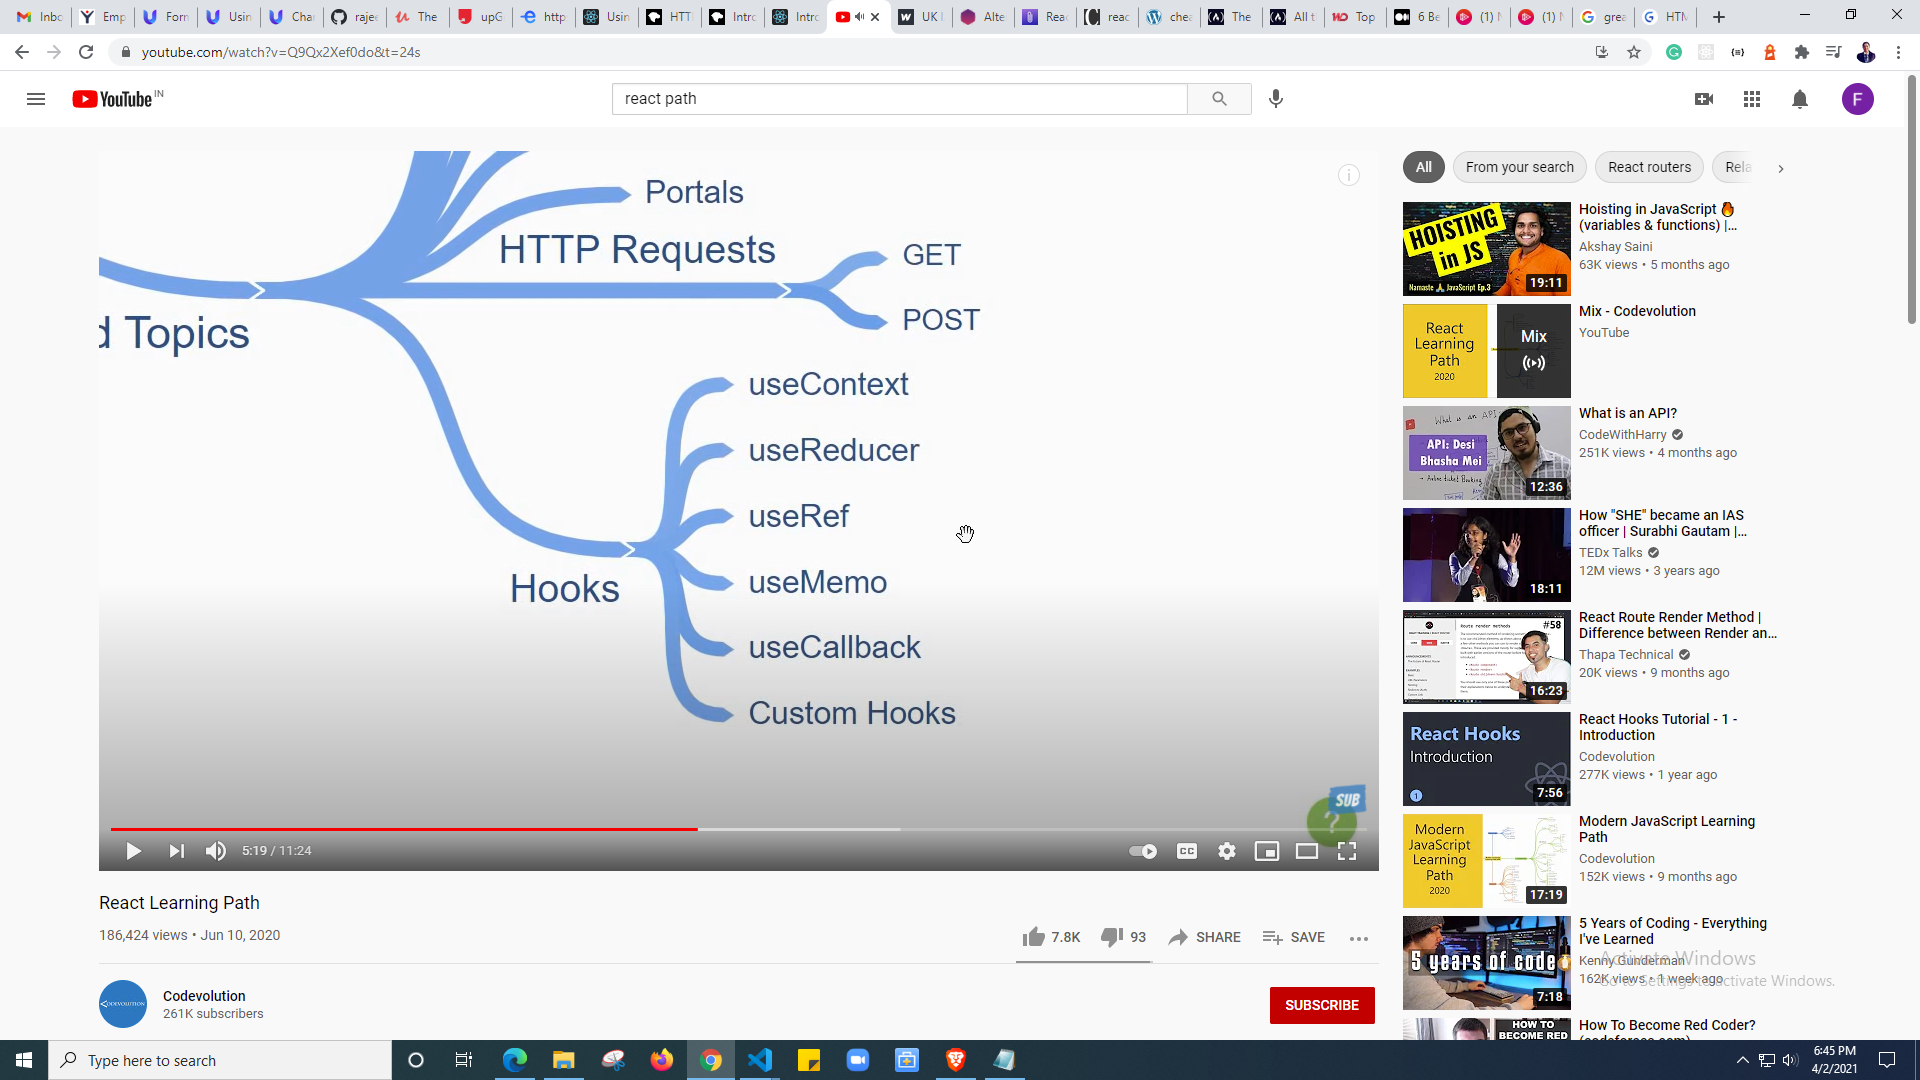 Inbo
Emp
Forn
Usin
Cha
rajee
The
upG
http
Usin
HTT
Intro
Intro
UK I
Alte
Reac
reac
chea
The
All t
Top
6 Be
(1) N
(1) N
grea
HTM
youtube.com/watch?v=Q9Qx2Xef0do&t=24s
YouTube IN
react path
F
Portals
HTTP Requests
GET
POST
d Topics
useContext
useReducer
useRef
useMemo
Hooks
useCallback
Custom Hooks
SUB
?
5:19 / 11:24
CC
React Learning Path
186,424 views • Jun 10, 2020
7.8K
93
SHARE
SAVE
CODEVOLUTION
Codevolution
261K subscribers
SUBSCRIBE
All
From your search
React routers
Rela
HOISTING
in JS
Namaste 🙏 JavaScript Ep.3
19:11
Hoisting in JavaScript 🔥
(variables & functions) |...
Akshay Saini
63K views • 5 months ago
React
Learning
Path
2020
Mix
Mix - Codevolution
YouTube
What is an API
API: Desi
Bhasha Mei
12:36
What is an API?
CodeWithHarry
251K views • 4 months ago
18:11
How "SHE" became an IAS
officer | Surabhi Gautam |...
TEDx Talks
12M views • 3 years ago
Route render methods
#58
16:23
React Route Render Method |
Difference between Render an...
Thapa Technical
20K views • 9 months ago
React Hooks
Introduction
1
7:56
React Hooks Tutorial - 1 -
Introduction
Codevolution
277K views • 1 year ago
Modern
JavaScript
Learning
Path
2020
17:19
Modern JavaScript Learning
Path
Codevolution
152K views • 9 months ago
5 years of code
7:18
5 Years of Coding - Everything
I've Learned
Kenny Gunderman
162K views • 1 week ago
Activate Windows
Go to Settings to activate Windows.
HOW TO
BECOME RED
How To Become Red Coder?
(codeforces.com)
Type here to search
6:45 PM
4/2/2021